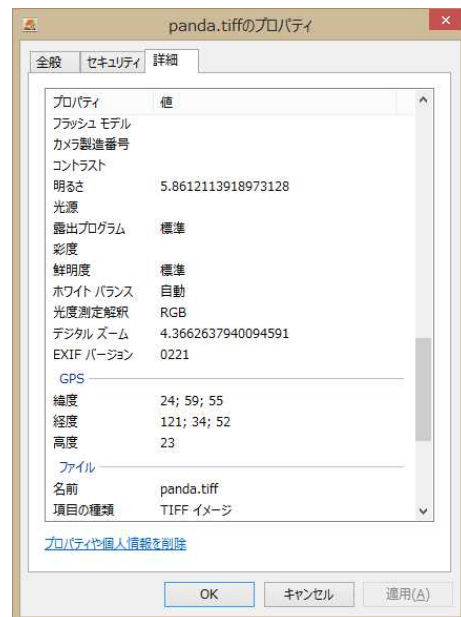 panda.tiffのプロパティ
全般 セキュリティ 詳細
プロパティ 値
フラッシュ モデル
カメラ製造番号
コントラスト
明るさ 5.8612113918973128
光源
露出プログラム 標準
彩度
鮮明度 標準
ホワイト バランス 自動
光度測定解釈 RGB
デジタル ズーム 4.3662637940094591
EXIF バージョン 0221
GPS
緯度 24; 59; 55
経度 121; 34; 52
高度 23
ファイル
名前 panda.tiff
項目の種類 TIFF イメージ
プロパティや個人情報を削除
OK キャンセル 適用(A)